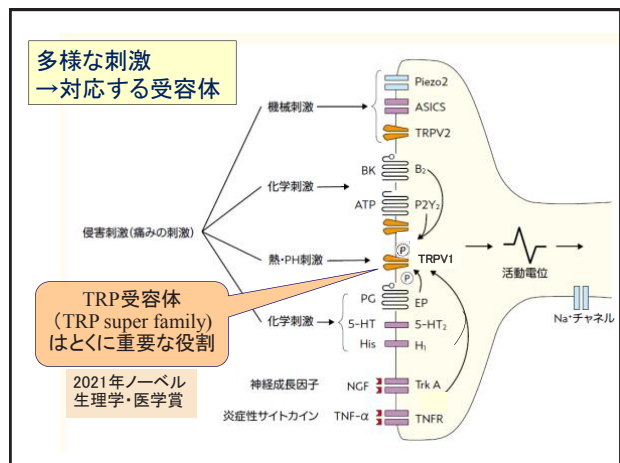 多様な刺激
→対応する受容体
機械刺激
Piezo2
ASICS
TRPV2
化学刺激
BK
B₂
ATP
P2Y₂
侵害刺激(痛みの刺激)
熱・PH刺激
P
TRPV1
P
活動電位
Na⁺チャネル
TRP受容体
(TRP super family)
はとくに重要な役割
化学刺激
PG
EP
5-HT
5-HT₂
His
H₁
2021年ノーベル
生理学・医学賞
神経成長因子
NGF
Trk A
炎症性サイトカイン
TNF-α
TNFR